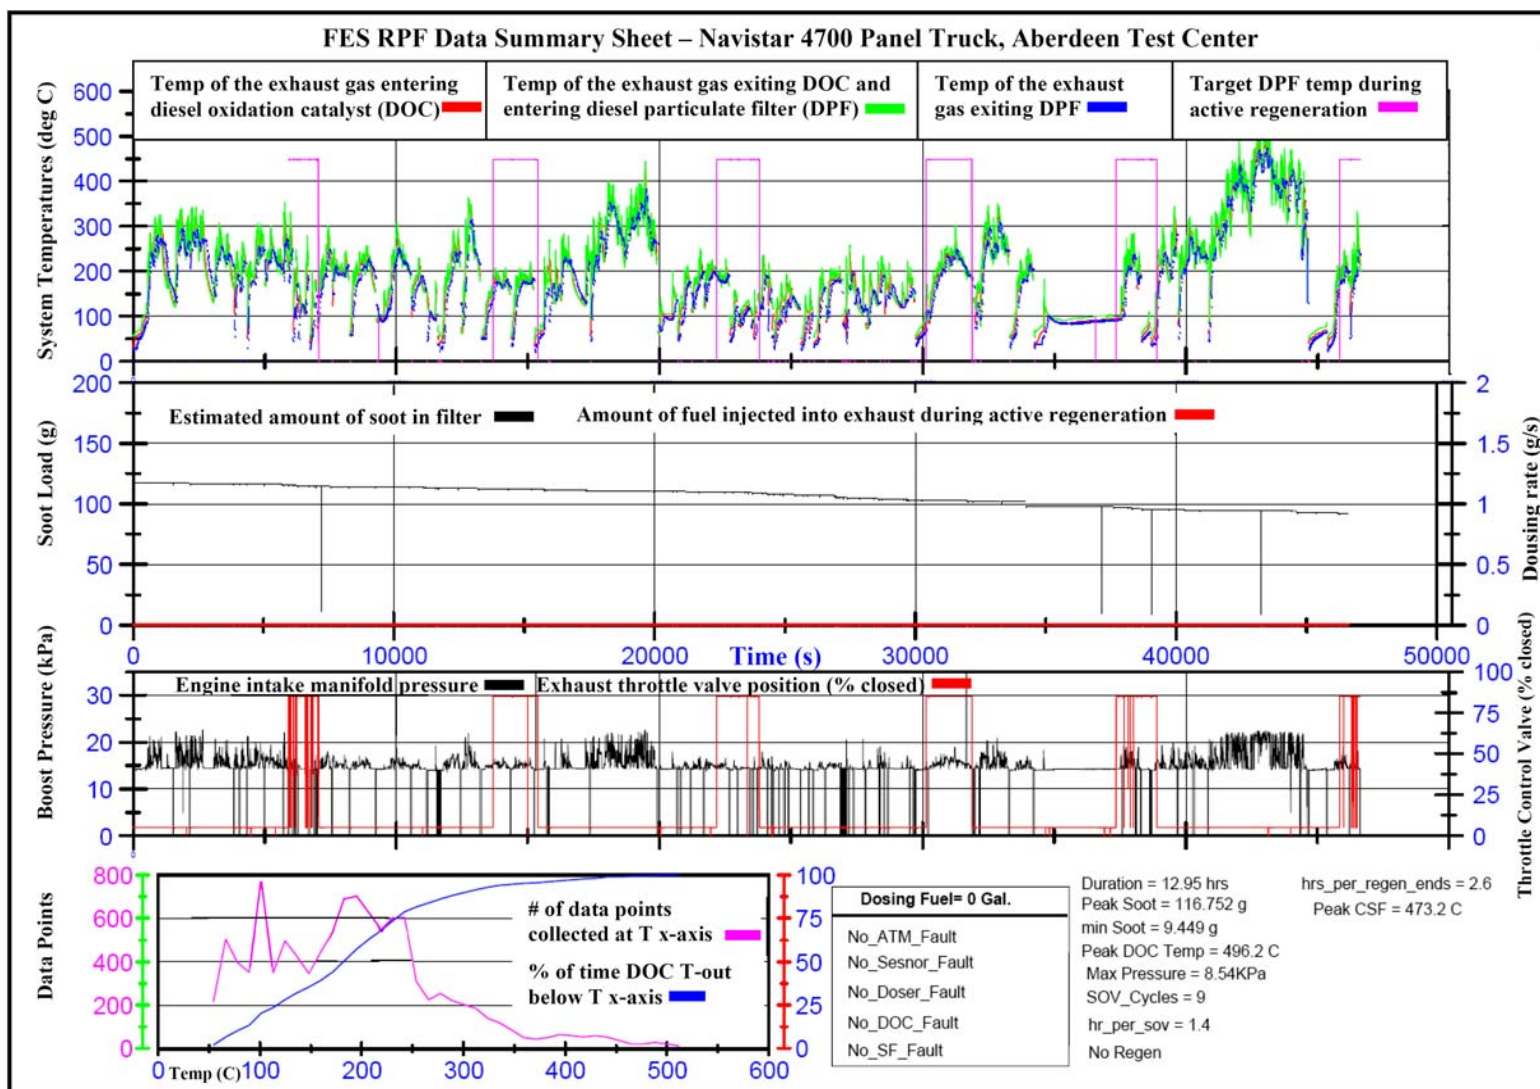 FES RPF Data Summary Sheet – Navistar 4700 Panel Truck, Aberdeen Test Center
Temp of the exhaust gas entering
diesel oxidation catalyst (DOC)
Temp of the exhaust gas exiting DOC and
entering diesel particulate filter (DPF)
Temp of the exhaust
gas exiting DPF
Target DPF temp during
active regeneration
System Temperatures (deg C)
600
500
400
300
200
100
0
0
10000
20000
30000
40000
Soot Load (g)
200
150
100
50
0
Estimated amount of soot in filter
Amount of fuel injected into exhaust during active regeneration
2
1.5
1
0.5
0
Dousing rate (g/s)
0
10000
20000
Time (s)
30000
40000
50000
Boost Pressure (kPa)
30
20
10
0
Engine intake manifold pressure
Exhaust throttle valve position (% closed)
100
75
50
25
0
Throttle Control Valve (% closed)
0
Data Points
800
600
400
200
0
# of data points
collected at T x-axis
% of time DOC T-out
below T x-axis
100
75
50
25
0
0
Temp (C)
100
200
300
400
500
600
Dosing Fuel= 0 Gal.
No_ATM_Fault
No_Sesnor_Fault
No_Doser_Fault
No_DOC_Fault
No_SF_Fault
Duration = 12.95 hrs
Peak Soot = 116.752 g
min Soot = 9.449 g
Peak DOC Temp = 496.2 C
Max Pressure = 8.54KPa
SOV_Cycles = 9
hr_per_sov = 1.4
No Regen
hrs_per_regen_ends = 2.6
Peak CSF = 473.2 C